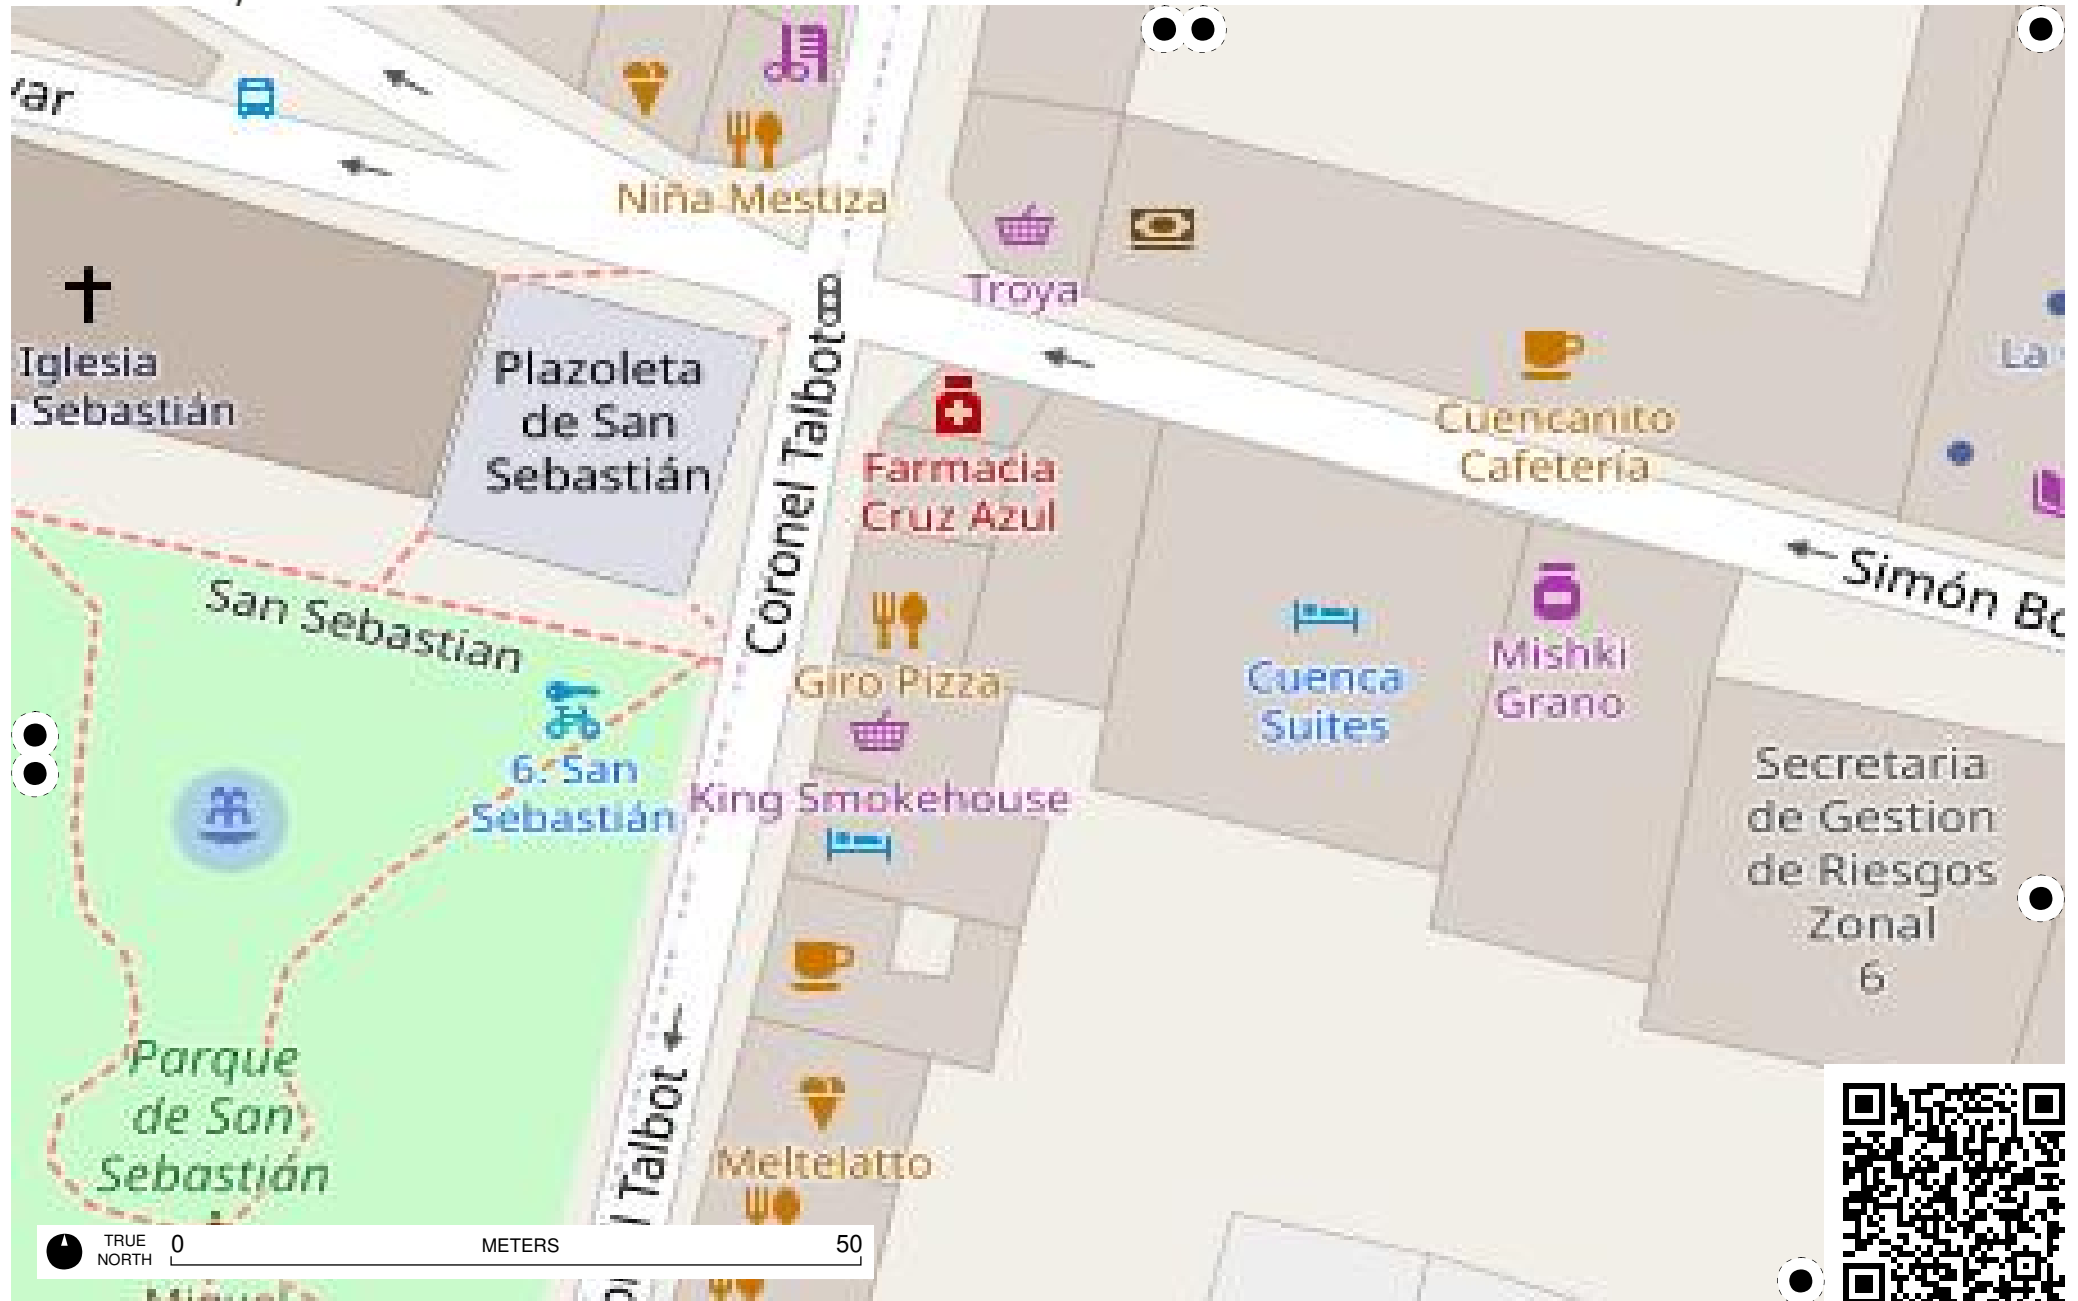 Niña Mestiza
Troya
Iglesia
Sebastián
Plazoleta
de San
Sebastián
Coronel Talbot
Farmacia
Cruz Azul
Cuencanito
Cafetería
La
Simón
San Sebastian
Giro Pizza
Cuenca
Suites
Mishki
Grano
6. San
Sebastián
King Smokehouse
Secretaria
de Gestion
de Riesgos
Zonal
6
Parque
de San
Sebastián
Talbot
Meltelatto
TRUE
NORTH
0
METERS
50